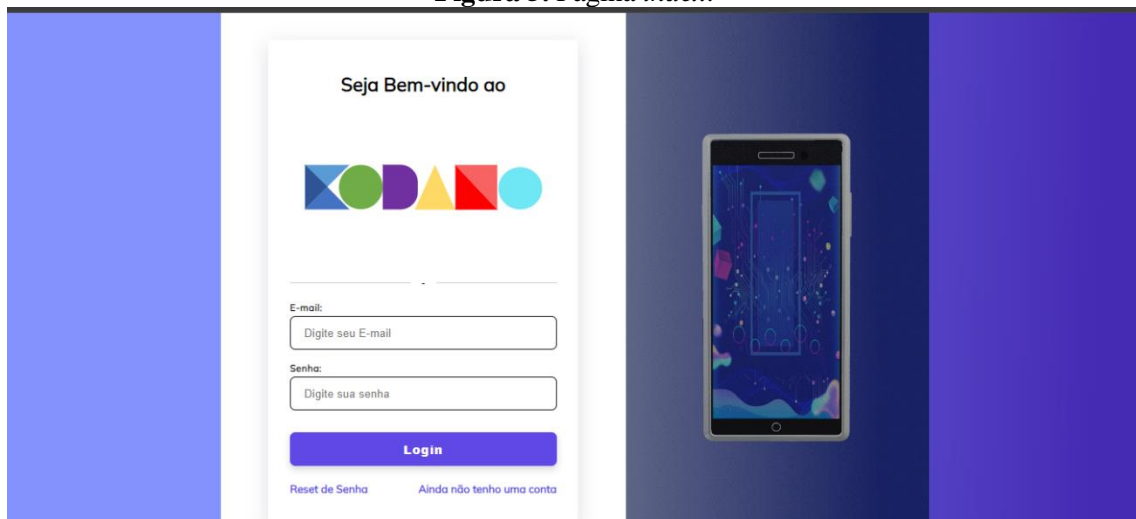 Seja Bem-vindo ao
KODANO
E-mail:
Digite seu E-mail
Senha:
Digite sua senha
Login
Reset de Senha Ainda não tenho uma conta